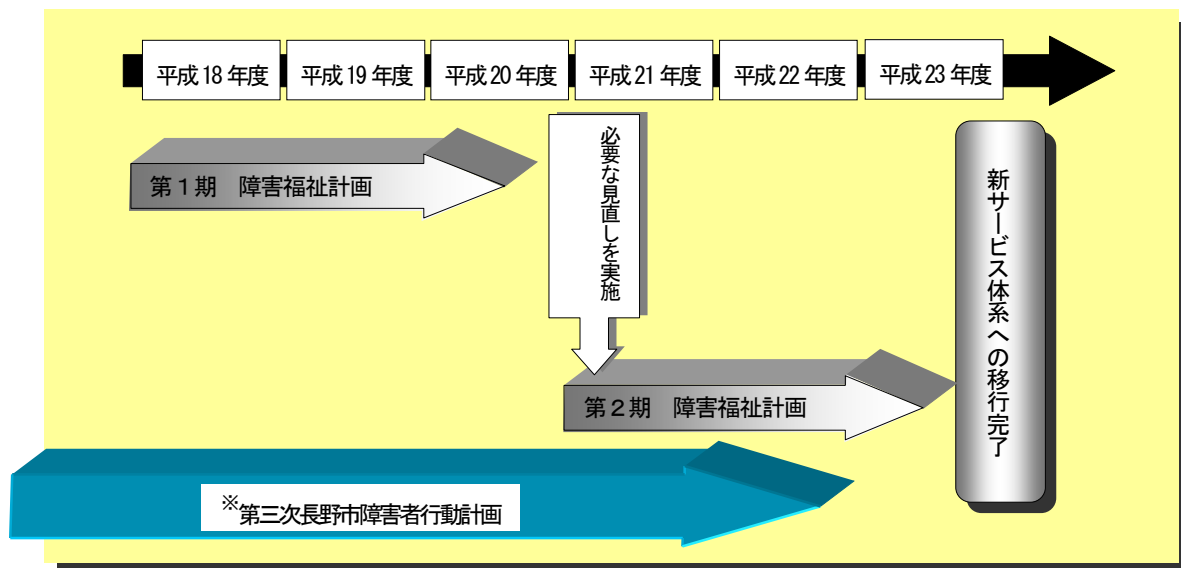 平成18年度
平成19年度
平成20年度
平成21年度
平成22年度
平成23年度
第1期　障害福祉計画
必要な見直しを実施
新サービス体系への移行完了
第2期　障害福祉計画
※第三次長野市障害者行動計画